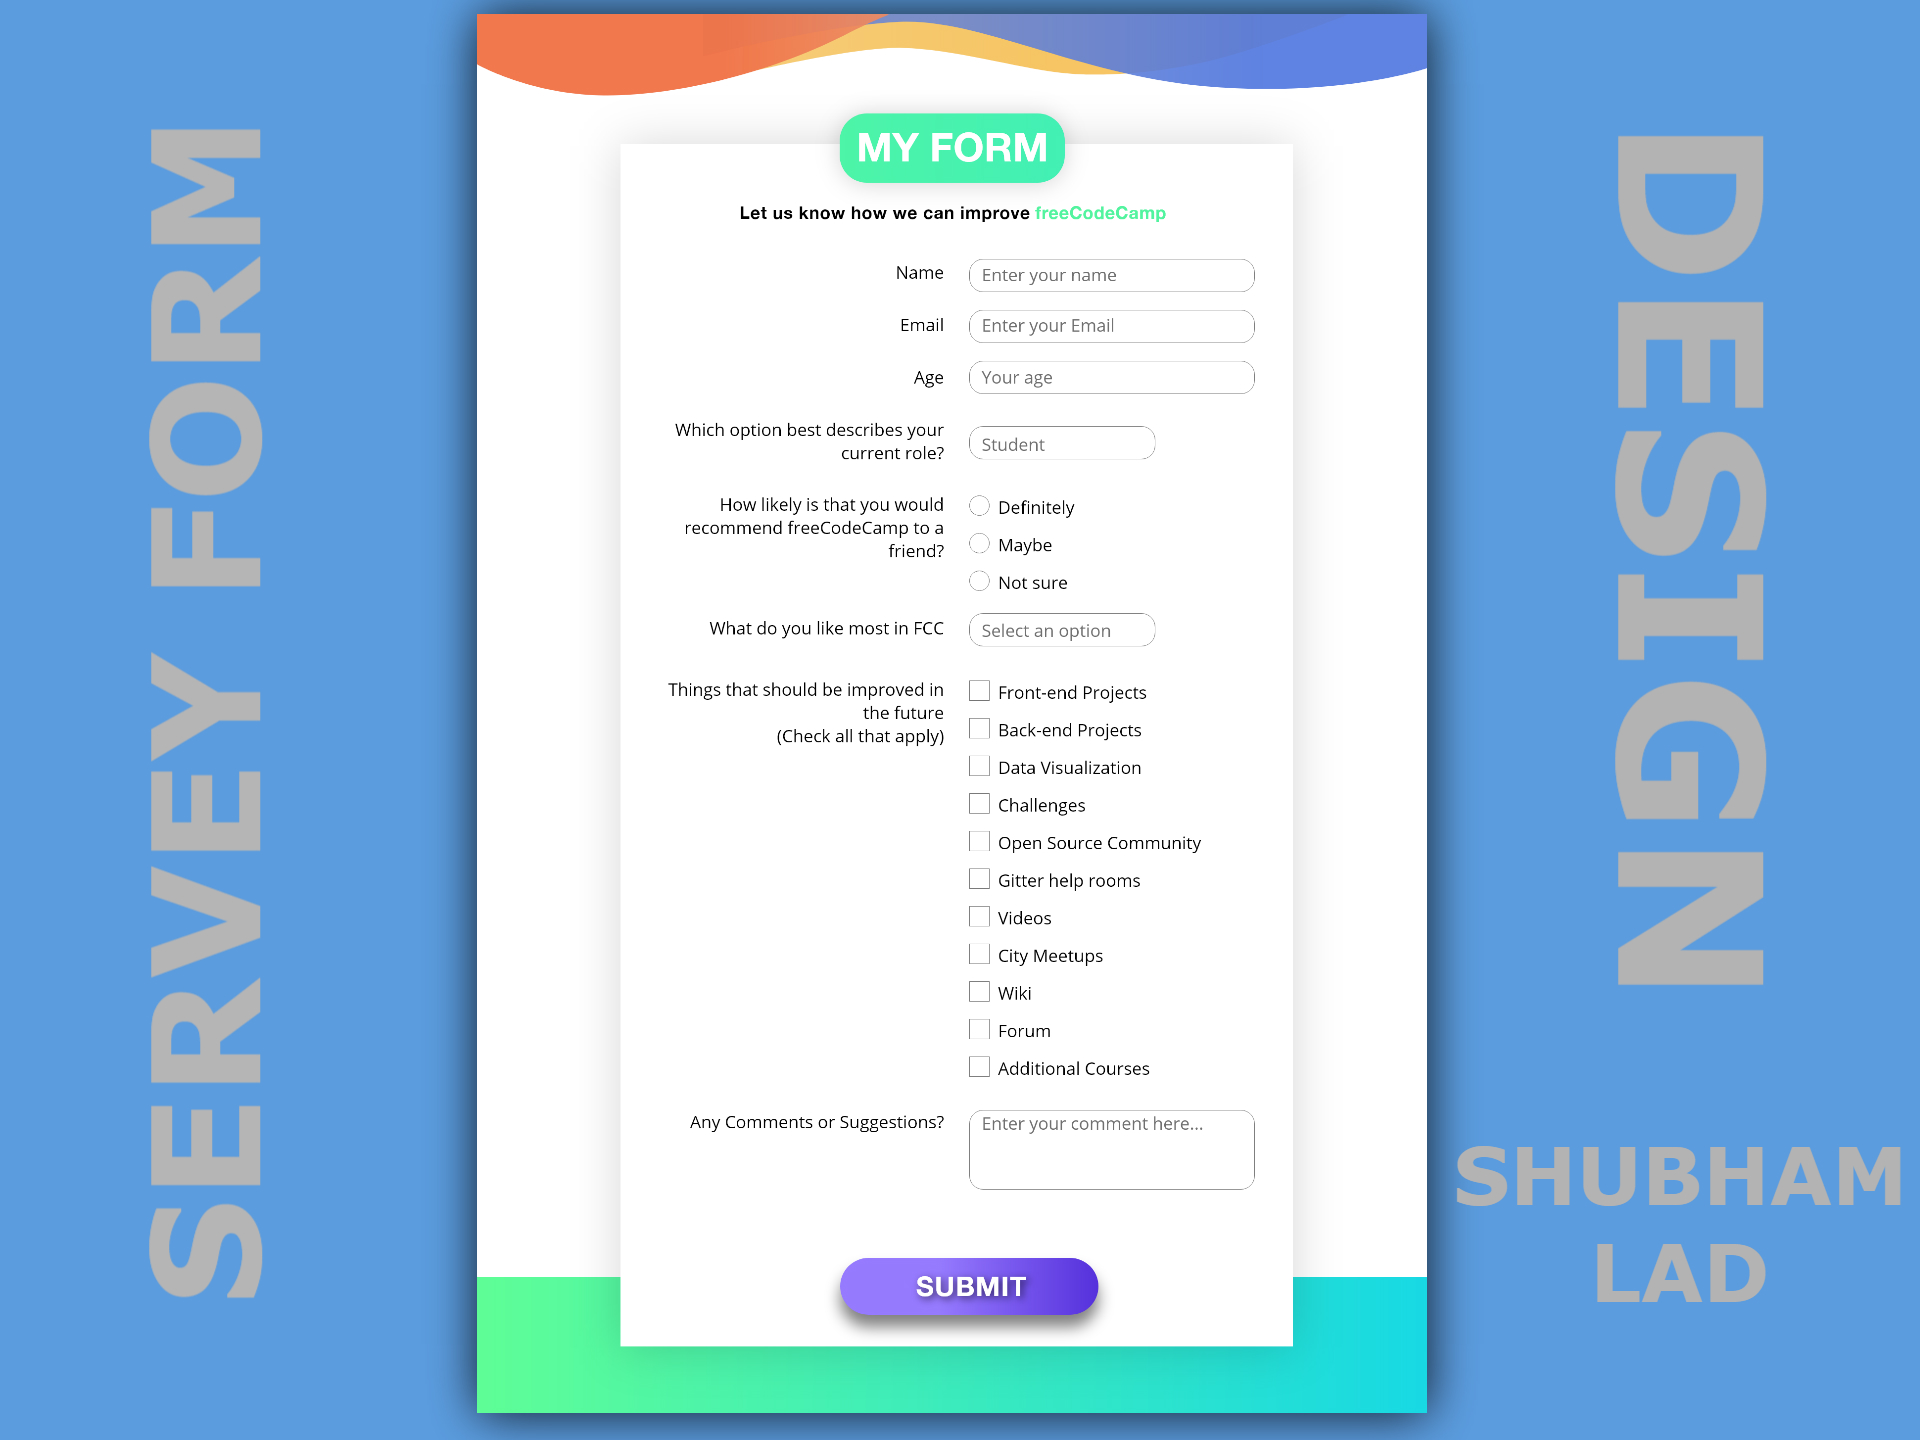 SERVEY FORM
MY FORM
Let us know how we can improve freeCodeCamp
Name
Enter your name
Email
Enter your Email
Age
Your age
Which option best describes your
current role?
Student
How likely is that you would
recommend freeCodeCamp to a
friend?
Definitely
Maybe
Not sure
What do you like most in FCC
Select an option
Things that should be improved in
the future
(Check all that apply)
Front-end Projects
Back-end Projects
Data Visualization
Challenges
Open Source Community
Gitter help rooms
Videos
City Meetups
Wiki
Forum
Additional Courses
Any Comments or Suggestions?
Enter your comment here...
SUBMIT
DESIGN
SHUBHAM
LAD